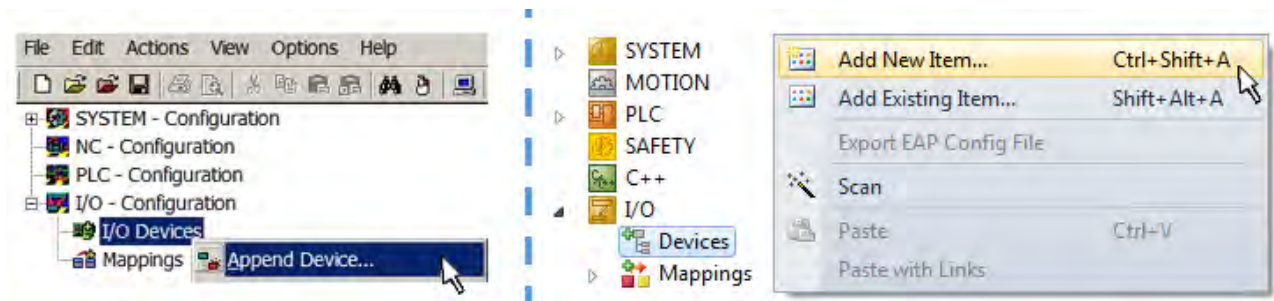 File Edit Actions View Options Help
SYSTEM - Configuration
NC - Configuration
PLC - Configuration
I/O - Configuration
I/O Devices
Append Device...
Mappings
SYSTEM
MOTION
PLC
SAFETY
C++
I/O
Devices
Mappings
Add New Item... Ctrl+Shift+A
Add Existing Item... Shift+Alt+A
Export EAP Config File
Scan
Paste Ctrl+V
Paste with Links